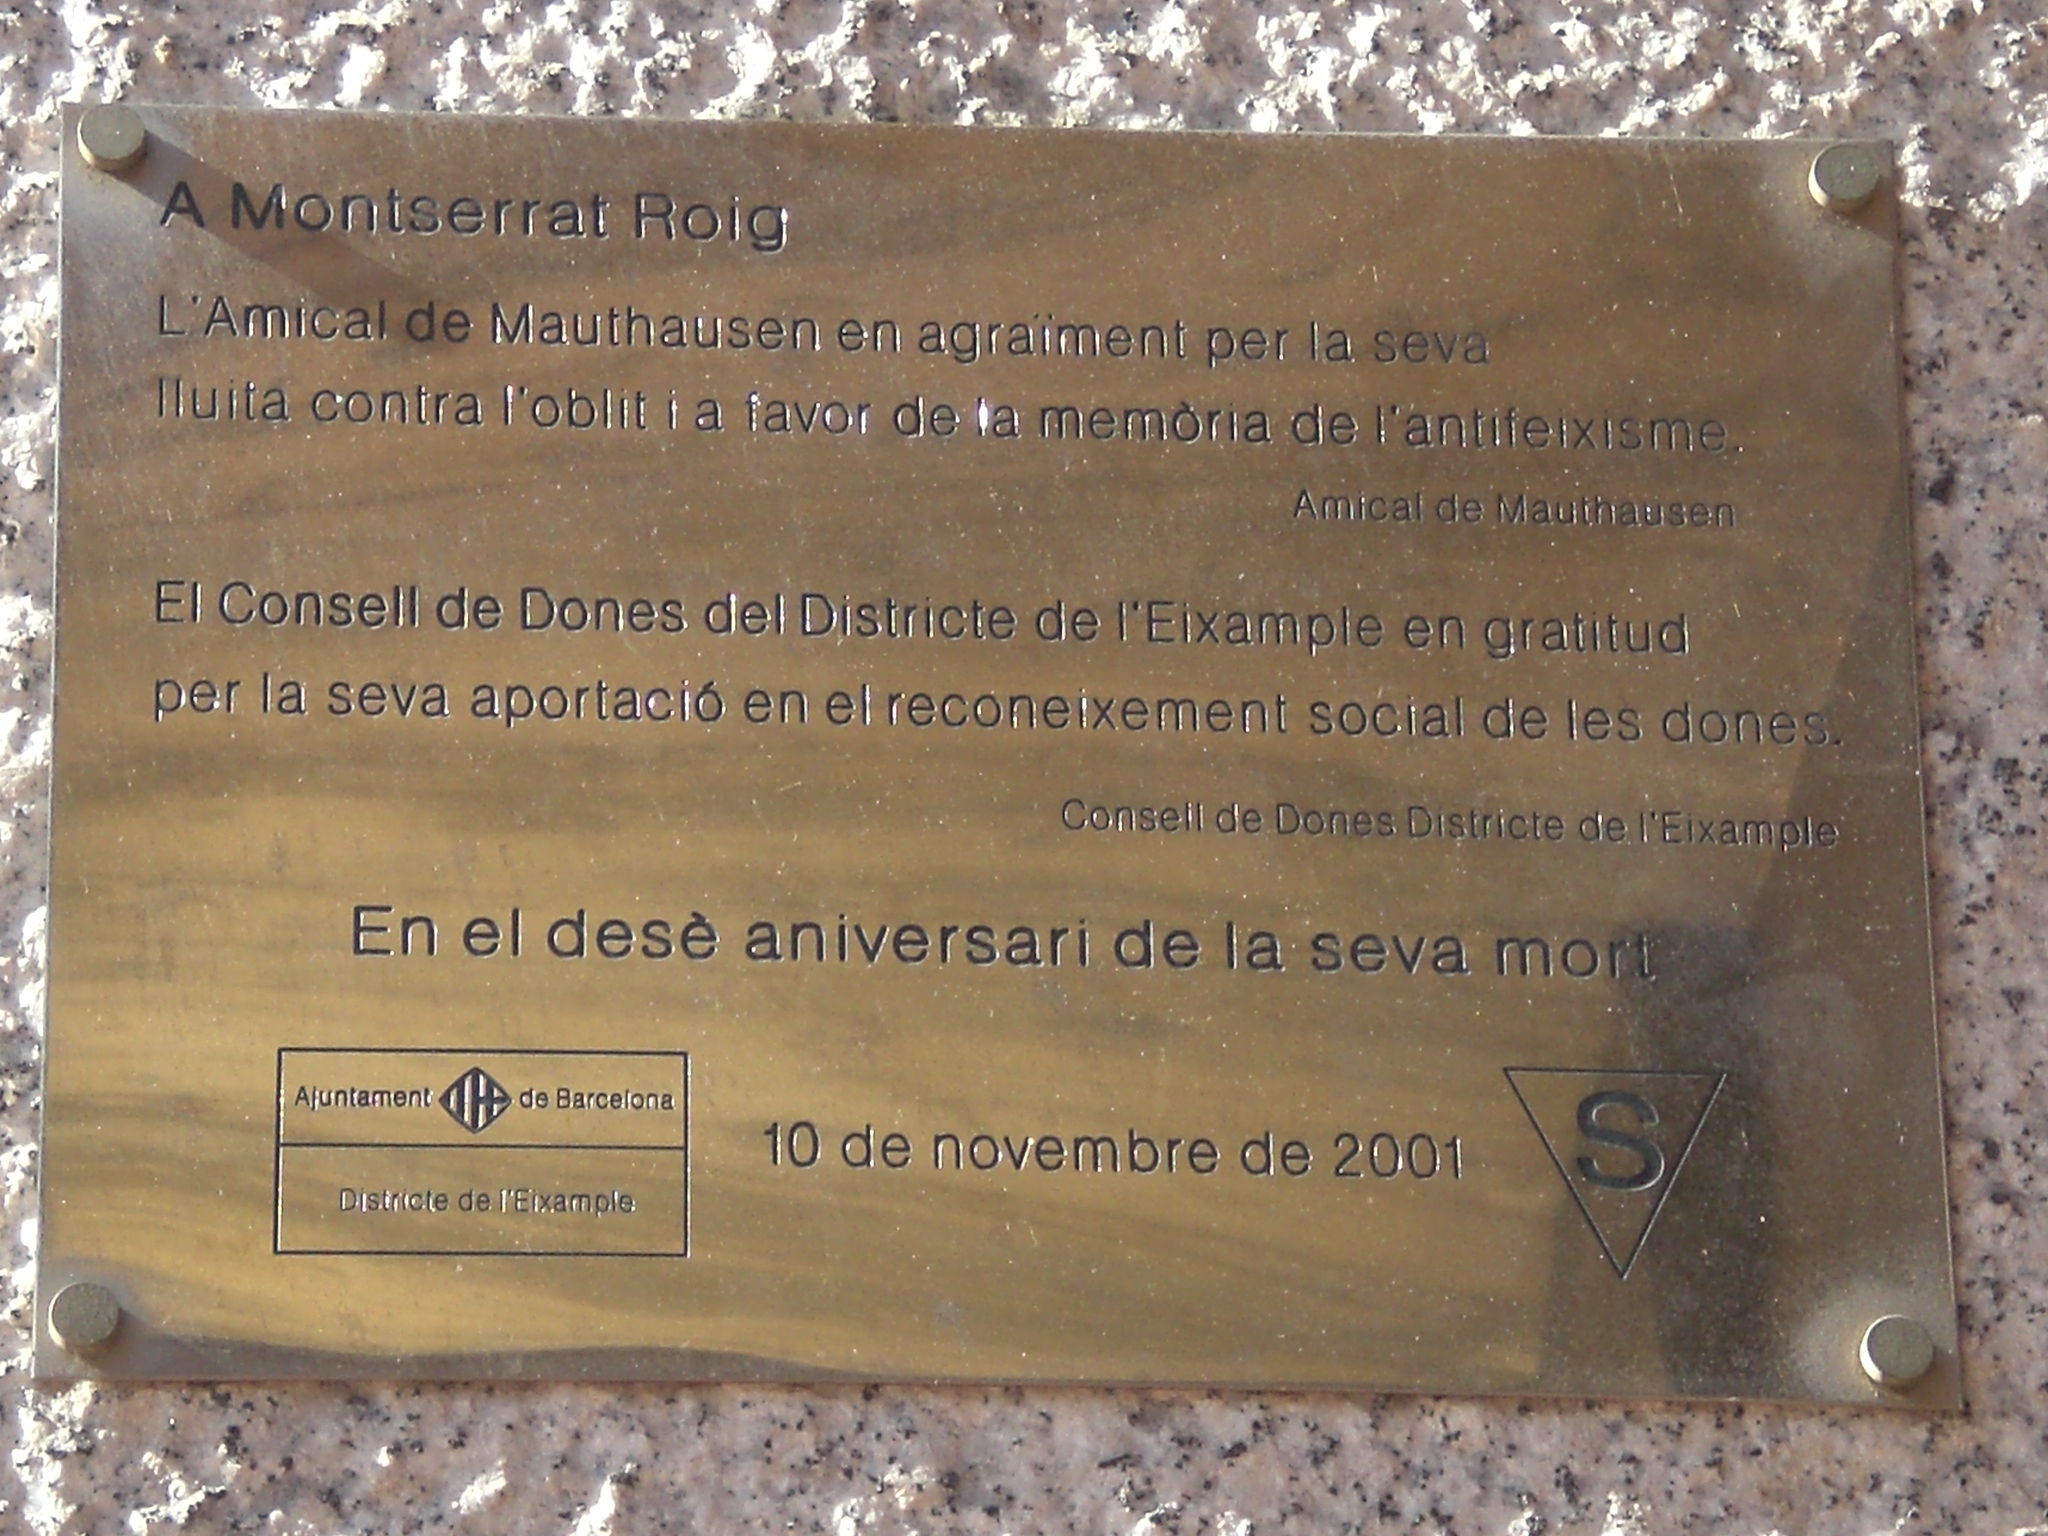 A Montserrat Roig
L'Amical de Mauthausen en agraïment per la seva
lluita contra l'oblit i a favor de la memòria de l'antifeixisme.
Amical de Mauthausen
El Consell de Dones del Districte de l'Eixample en gratitud
per la seva aportació en el reconeixement social de les dones.
Consell de Dones Districte de l'Eixample
En el desè aniversari de la seva mort
Ajuntament de Barcelona
Districte de l'Eixample
10 de novembre de 2001
S